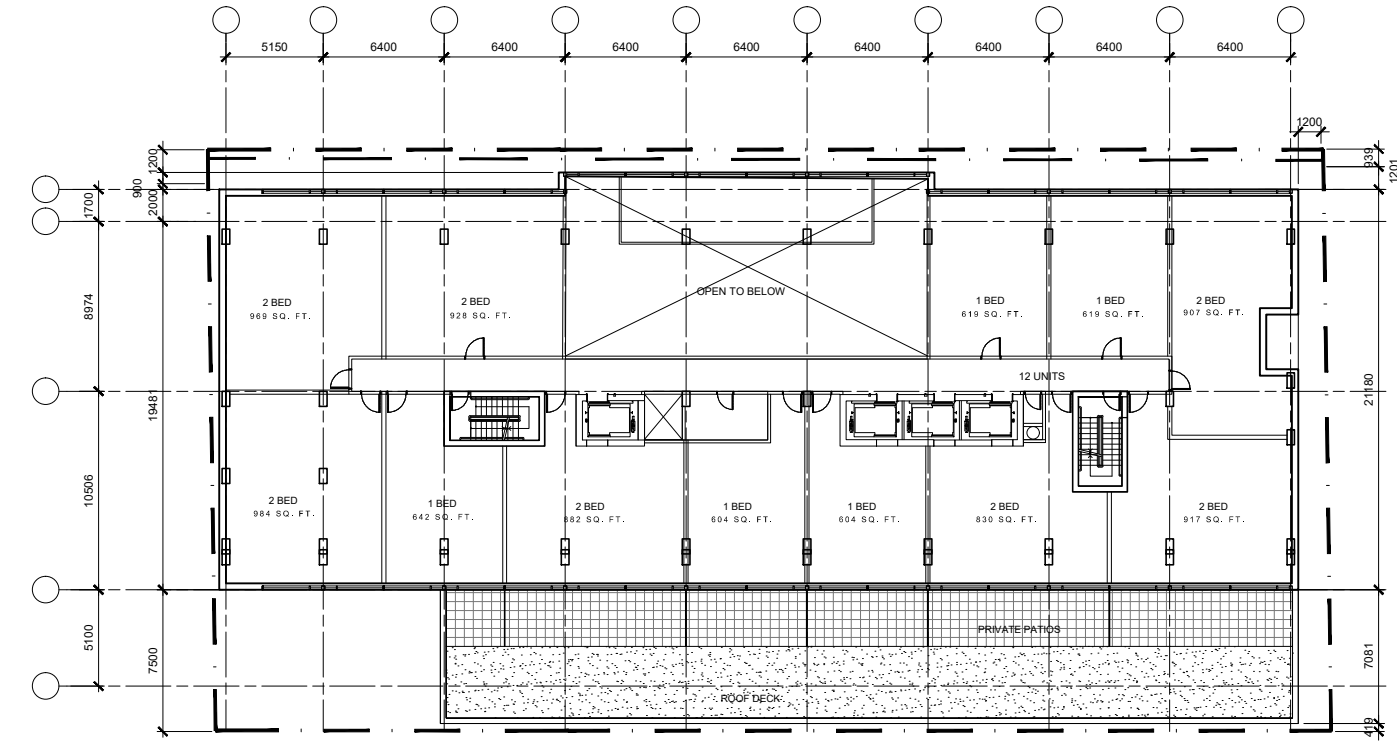 5150 6400 6400 6400 6400 6400 6400 6400 6400
1200
1200
939
1201
900
1700
2000
2 BED
969 SQ. FT.
2 BED
928 SQ. FT.
OPEN TO BELOW
1 BED
619 SQ. FT.
1 BED
619 SQ. FT.
2 BED
907 SQ. FT.
8974
12 UNITS
19481
21180
10506
2 BED
984 SQ. FT.
1 BED
642 SQ. FT.
2 BED
882 SQ. FT.
1 BED
604 SQ. FT.
1 BED
604 SQ. FT.
2 BED
830 SQ. FT.
2 BED
917 SQ. FT.
5100
7500
PRIVATE PATIOS
7081
ROOF DECK
419